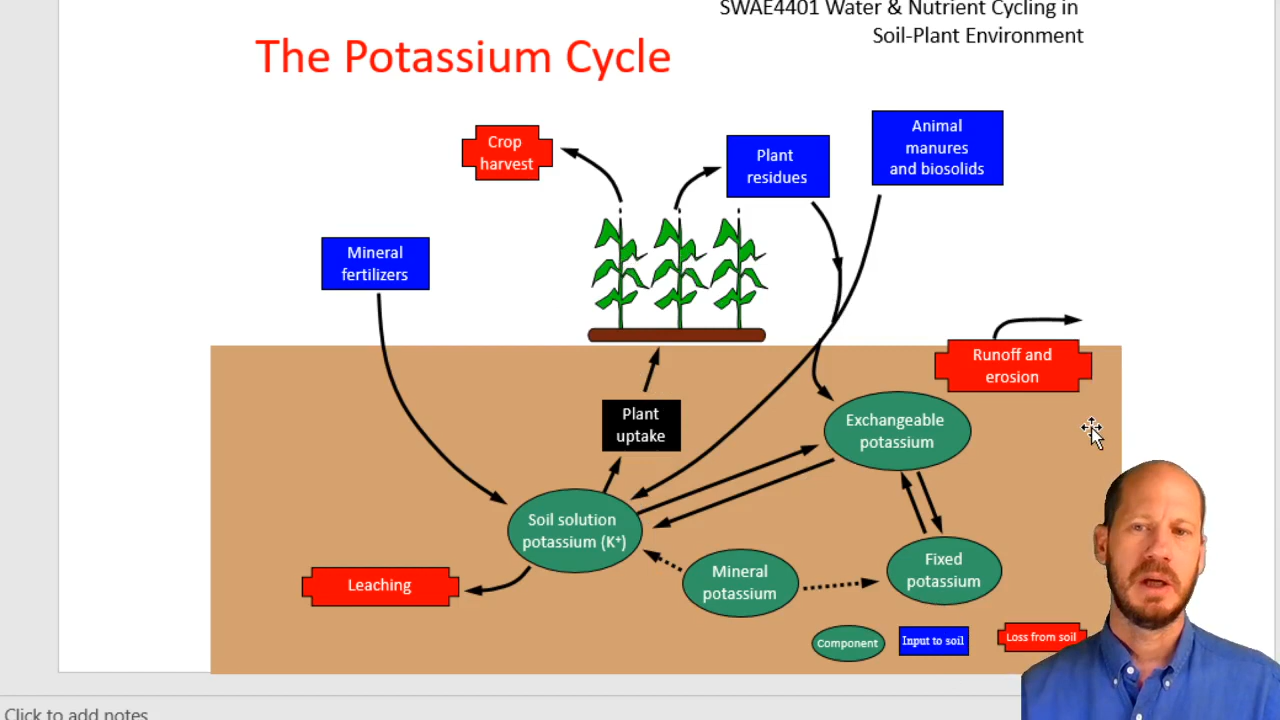 SWAE4401 Water & Nutrient Cycling in
Soil-Plant Environment
The Potassium Cycle
Crop
harvest
Plant
residues
Animal
manures
and biosolids
Mineral
fertilizers
Runoff and
erosion
Plant
uptake
Exchangeable
potassium
Soil solution
potassium (K⁺)
Mineral
potassium
Fixed
potassium
Leaching
Component
Input to soil
Loss from soil
Click to add notes